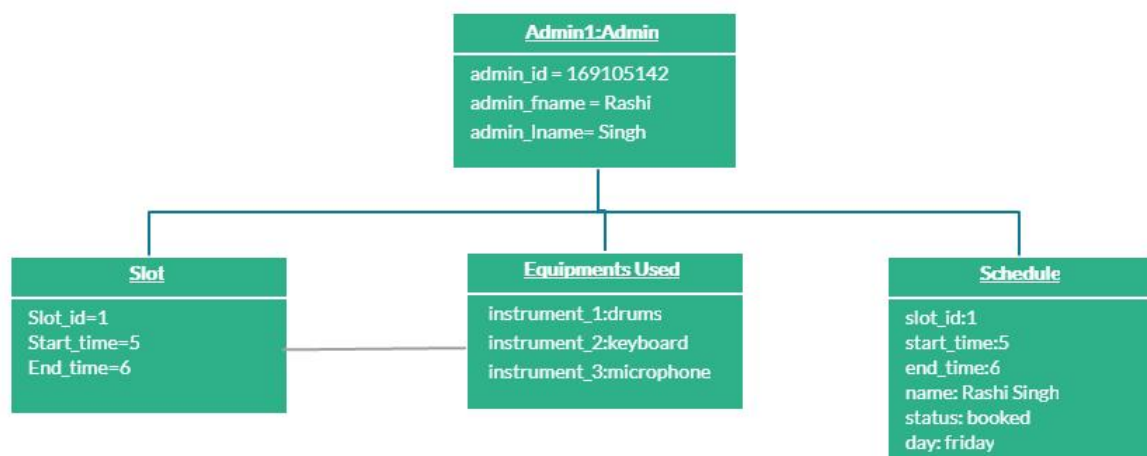 Admin1:Admin
admin_id = 169105142
admin_fname = Rashi
admin_lname= Singh
Slot
Slot_id=1
Start_time=5
End_time=6
Equipments Used
instrument_1:drums
instrument_2:keyboard
instrument_3:microphone
Schedule
slot_id:1
start_time:5
end_time:6
name: Rashi Singh
status: booked
day: friday